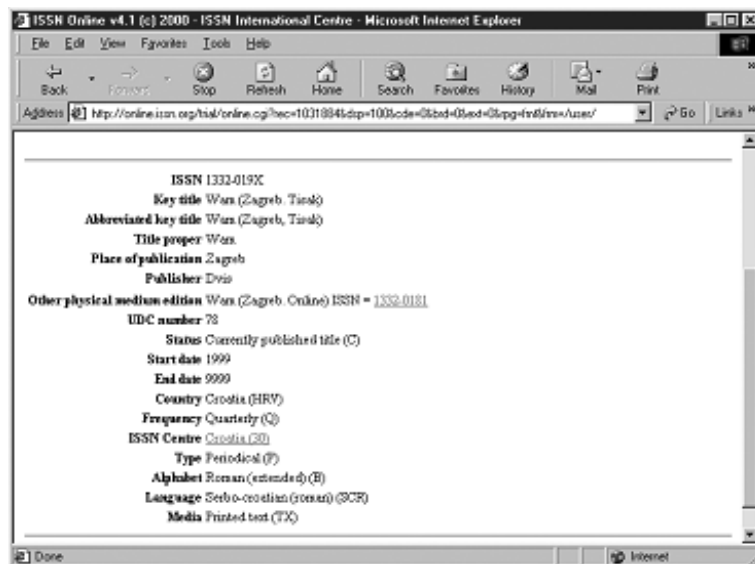 ISSN Online v4.1 (c) 2000 - ISSN International Centre - Microsoft Internet Explorer
File Edit View Favorites Tools Help
Back Forward Stop Refresh Home Search Favorites History Mail Print
Address http://online.issn.org/trial/online.cgi?rec=1031884&dsp=100&cde=0&brd=0&ext=0&rpg=fmt&frm=/user/ Go Links
ISSN 1332-019X
Key title Wam (Zagreb. Tisak)
Abbreviated key title Wam (Zagreb, Tisak)
Title proper Wam
Place of publication Zagreb
Publisher Dvis
Other physical medium edition Wam (Zagreb. Online) ISSN = 1332-0181
UDC number 78
Status Currently published title (C)
Start date 1999
End date 9999
Country Croatia (HRV)
Frequency Quarterly (Q)
ISSN Centre Croatia (30)
Type Periodical (P)
Alphabet Roman (extended) (B)
Language Serbo-croatian (roman) (SCR)
Media Printed text (TX)
Done Internet